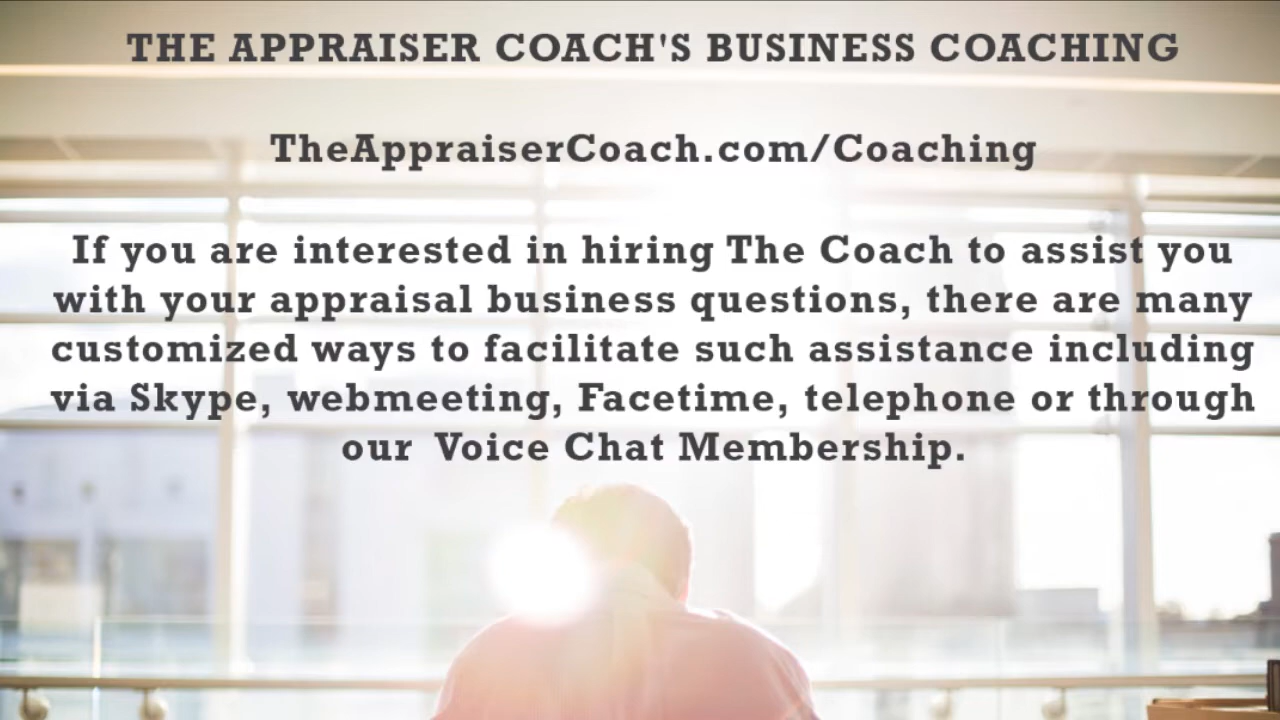 THE APPRAISER COACH'S BUSINESS COACHING
TheAppraiserCoach.com/Coaching
If you are interested in hiring The Coach to assist you
with your appraisal business questions, there are many
customized ways to facilitate such assistance including
via Skype, webmeeting, Facetime, telephone or through
our  Voice Chat Membership.